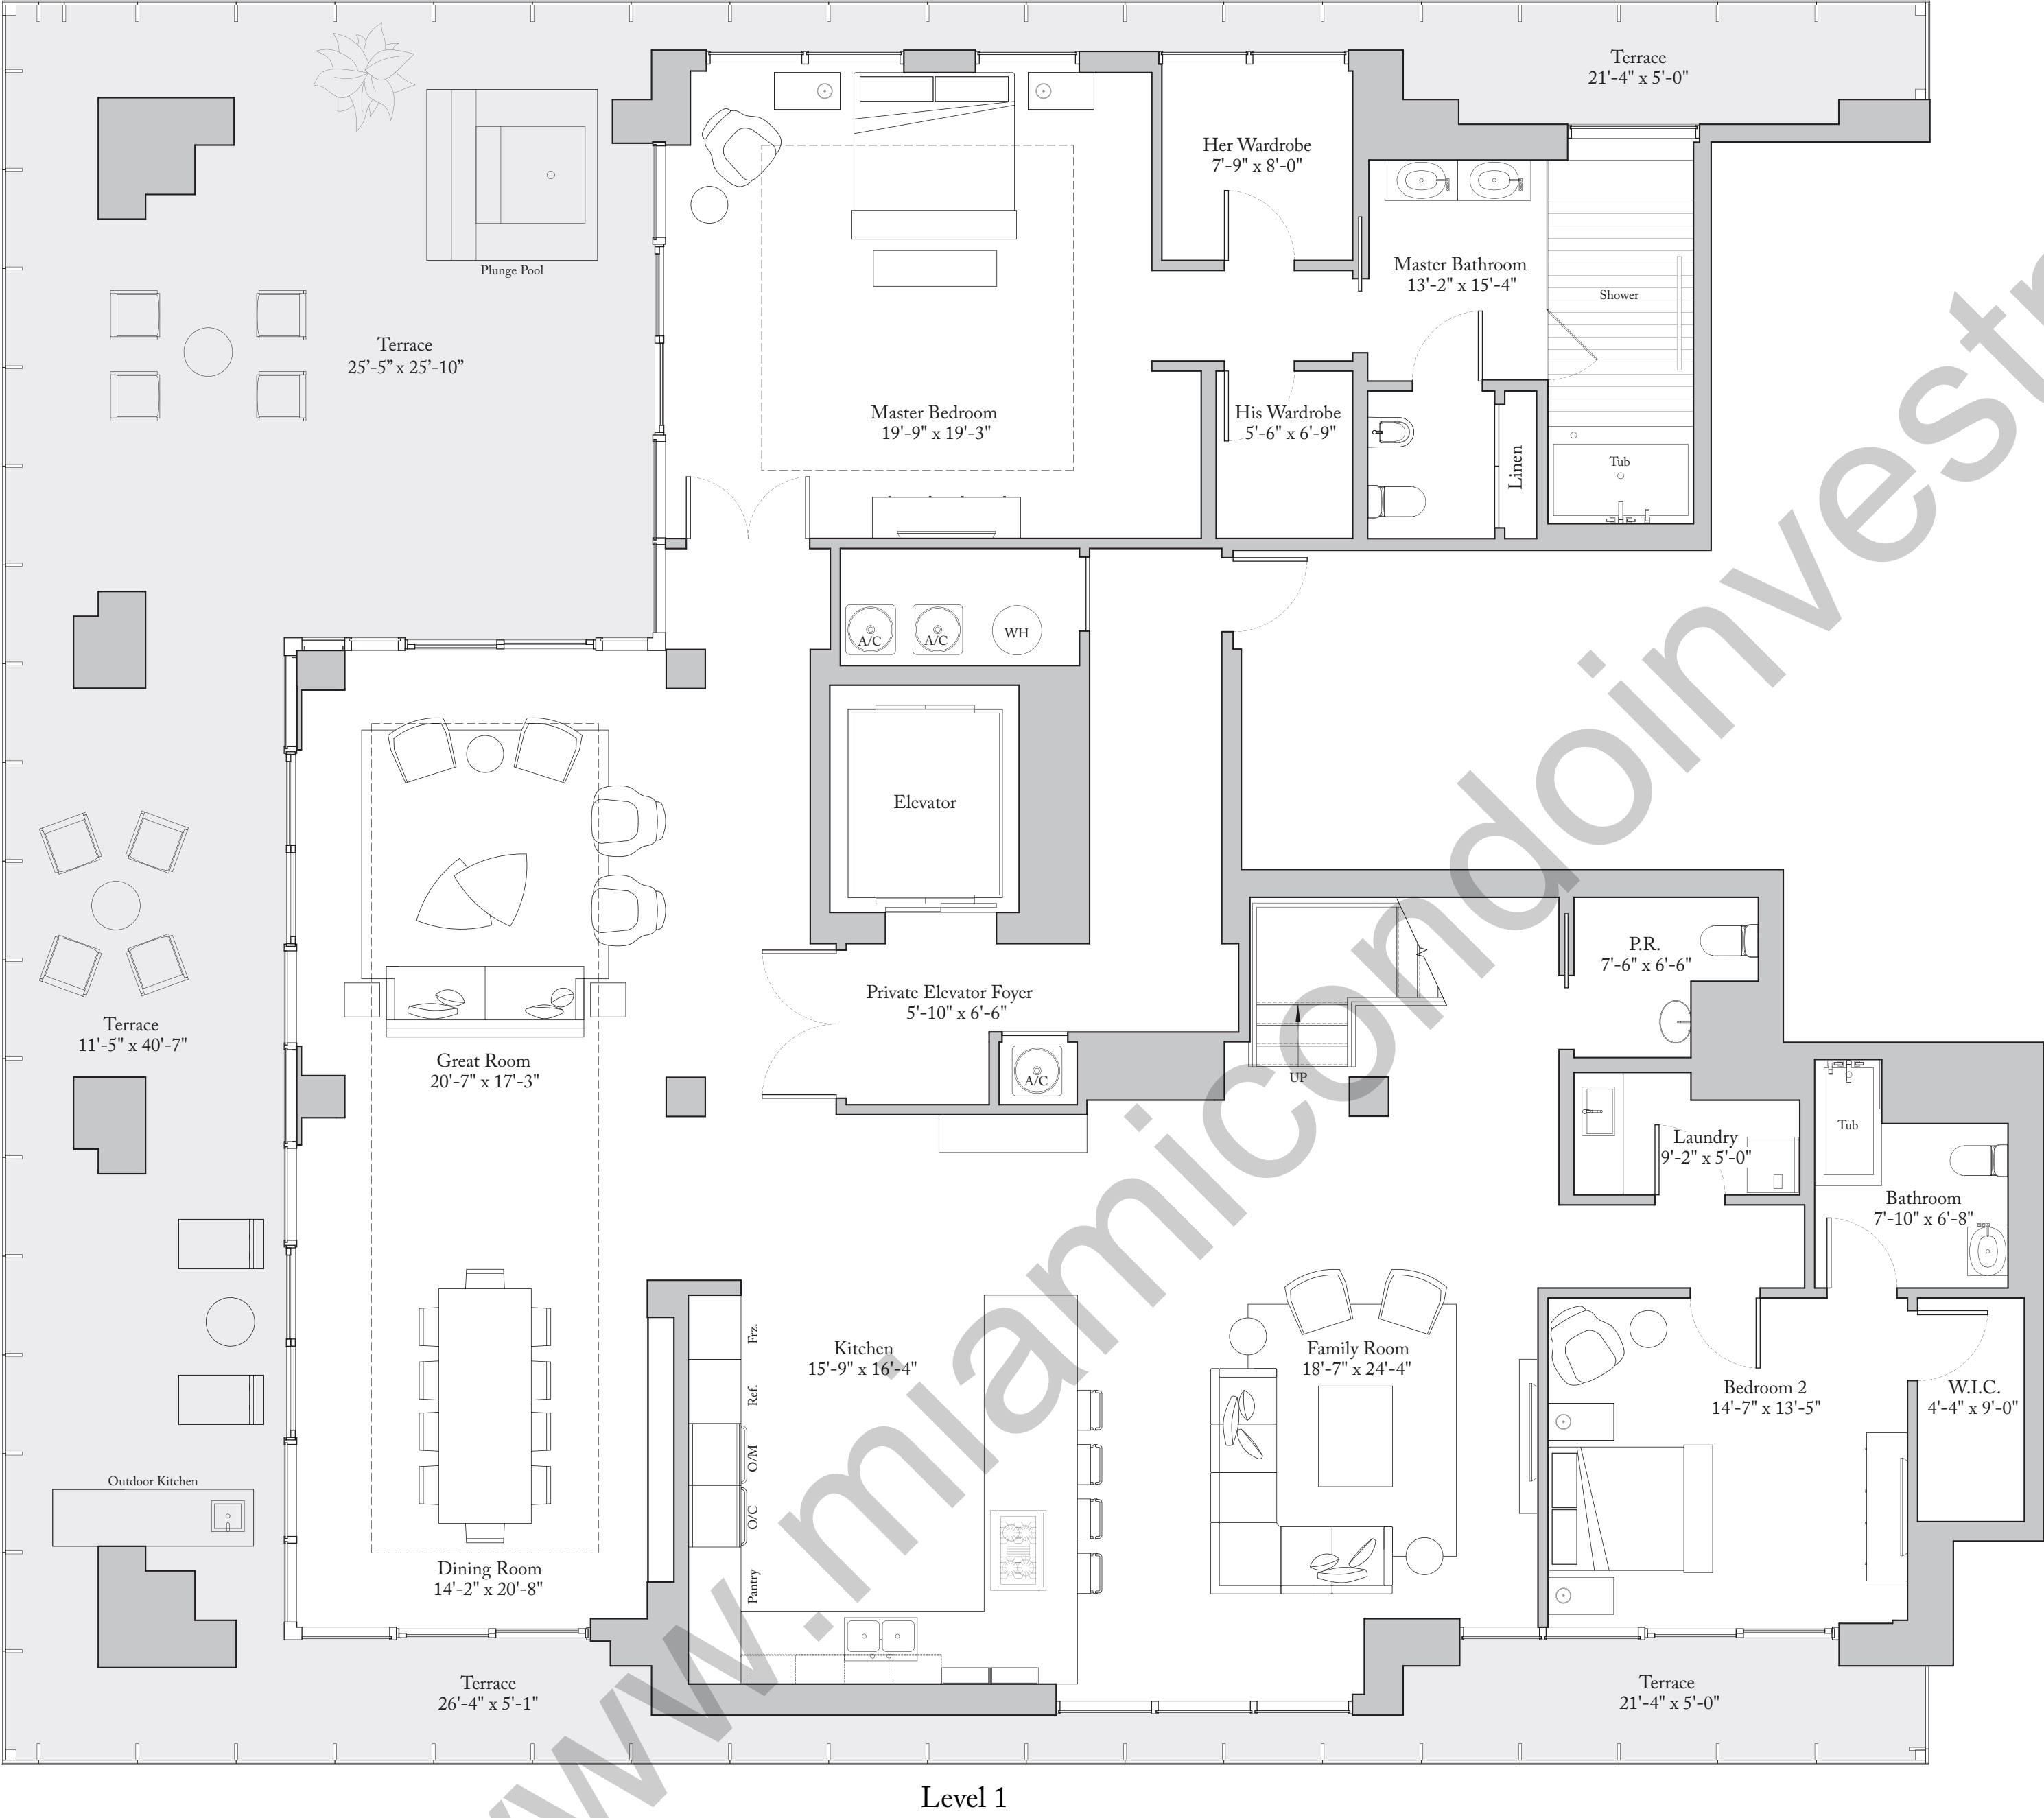 Terrace
21'-4" x 5'-0"
Her Wardrobe
7'-9" x 8'-0"
Master Bathroom
13'-2" x 15'-4"
Shower
Plunge Pool
Terrace
25’-5” x 25’-10”
Master Bedroom
19'-9" x 19'-3"
His Wardrobe
5'-6" x 6'-9"
Linen
Tub
A/C
A/C
WH
Elevator
P.R.
7'-6" x 6'-6"
Private Elevator Foyer
5'-10" x 6'-6"
Terrace
11'-5" x 40'-7"
Great Room
20'-7" x 17'-3"
A/C
UP
Laundry
9'-2" x 5'-0"
Tub
Bathroom
7'-10" x 6'-8"
Frz.
Ref.
O/M
O/C
Pantry
Kitchen
15'-9" x 16'-4"
Family Room
18'-7" x 24'-4"
Bedroom 2
14'-7" x 13'-5"
W.I.C.
4'-4" x 9'-0"
Outdoor Kitchen
Dining Room
14'-2" x 20'-8"
Terrace
26'-4" x 5'-1"
Terrace
21'-4" x 5'-0"
Level 1